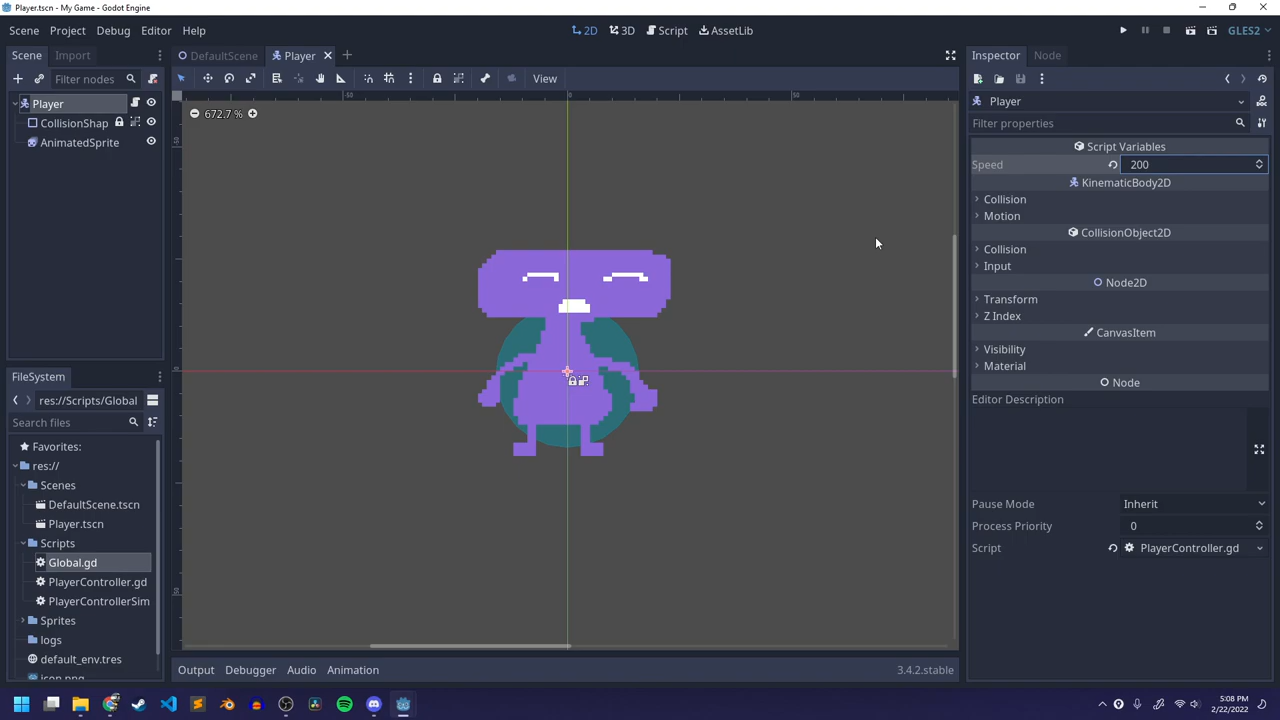 Player.tscn - My Game - Godot Engine
Scene Project Debug Editor Help
2D 3D Script AssetLib
GLES2
Scene Import
DefaultScene Player
Inspector Node
Filter nodes
View
Player
CollisionShap
AnimatedSprite
-50 0 50
672.7 %
Player
Filter properties
Script Variables
Speed 200
KinematicBody2D
Collision
Motion
CollisionObject2D
Collision
Input
Node2D
Transform
Z Index
CanvasItem
Visibility
Material
Node
Editor Description
Pause Mode Inherit
Process Priority 0
Script PlayerController.gd
FileSystem
res://Scripts/Global
Search files
Favorites:
res://
Scenes
DefaultScene.tscn
Player.tscn
Scripts
Global.gd
PlayerController.gd
PlayerControllerSim
Sprites
logs
default_env.tres
icon.png
Output Debugger Audio Animation
3.4.2.stable
5:08 PM
2/22/2022